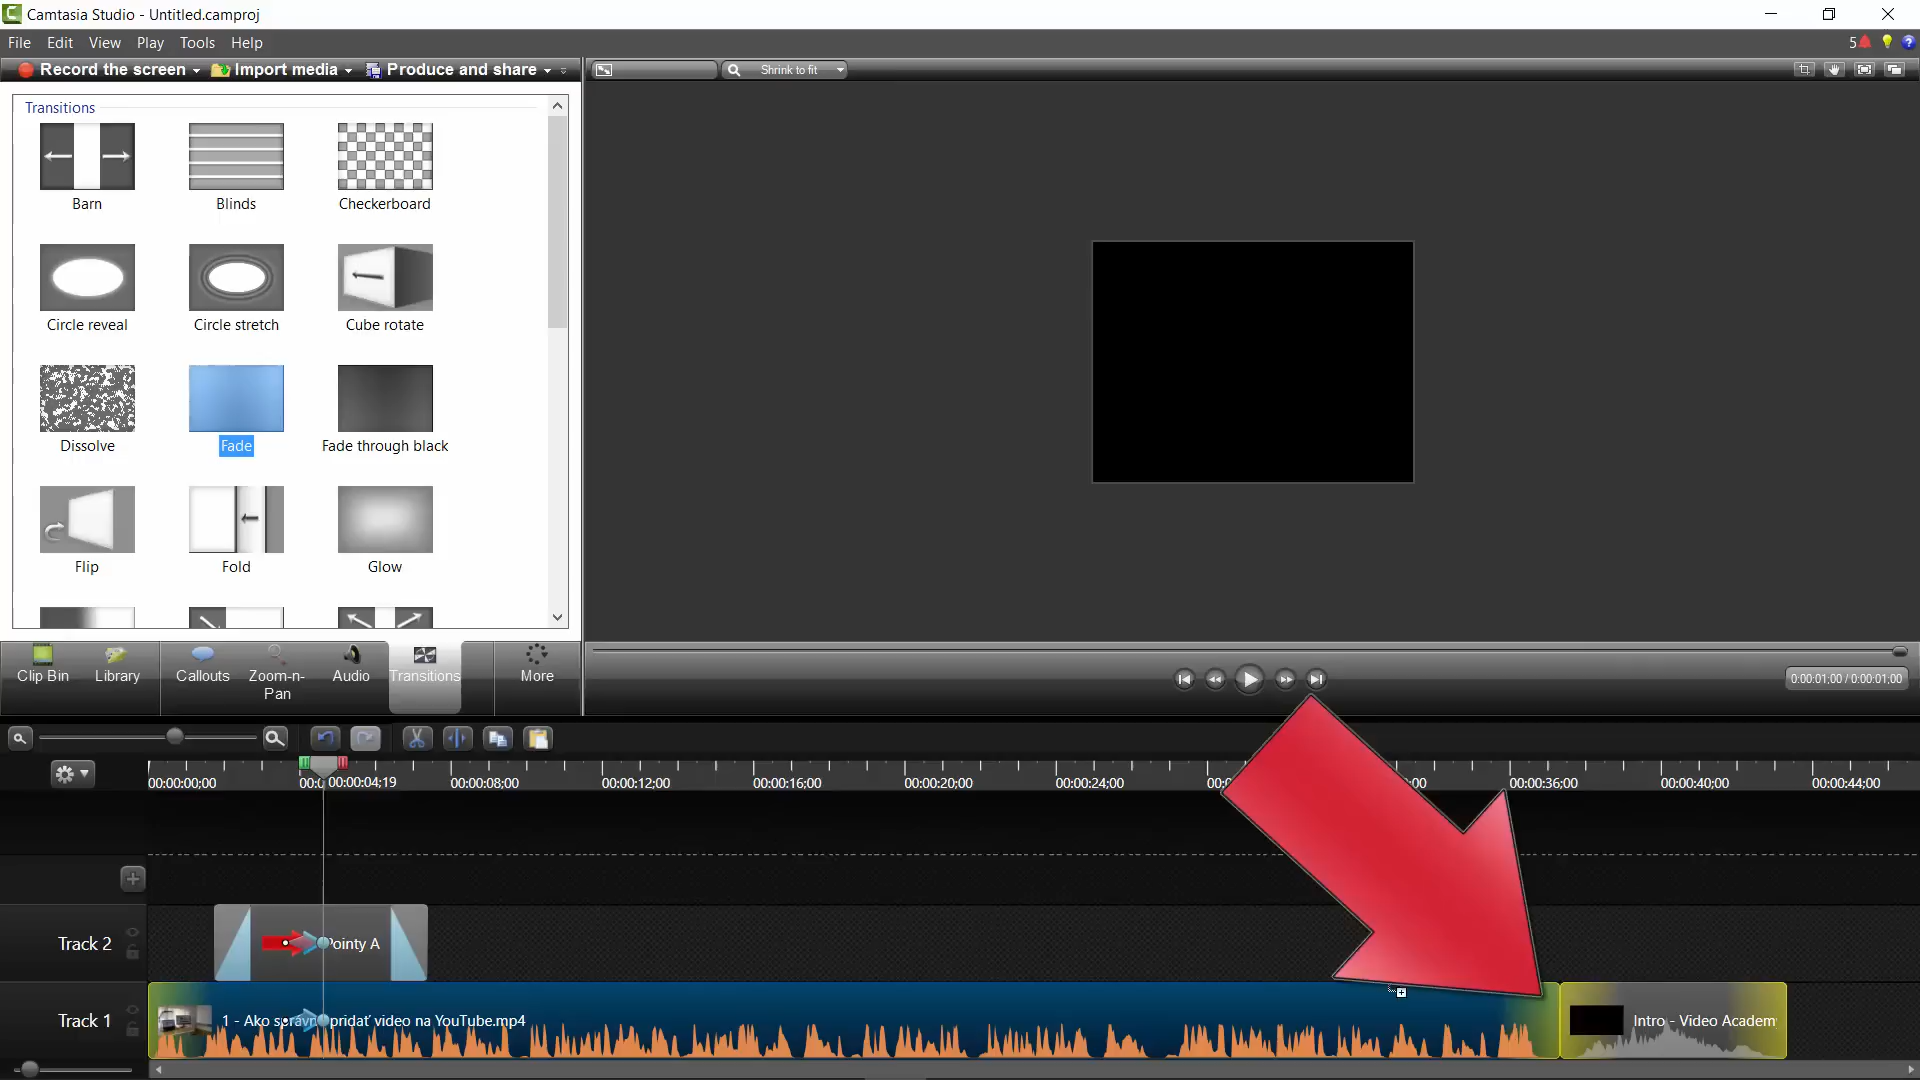 Camtasia Studio - Untitled.camproj
File Edit View Play Tools Help
5
Record the screen Import media Produce and share
Shrink to fit
Transitions
Barn Blinds Checkerboard
Circle reveal Circle stretch Cube rotate
Dissolve Fade Fade through black
Flip Fold Glow
Clip Bin Library Callouts Zoom-n-Pan Audio Transitions More
0:00:01;00 / 0:00:01;00
00:00:00;00 00:00:04;19 00:00:08;00 00:00:12;00 00:00:16;00 00:00:20;00 00:00:24;00 00:00:36;00 00:00:40;00 00:00:44;00
Track 2
Pointy A
Track 1
1 - Ako správne pridať video na YouTube.mp4
Intro - Video Academ